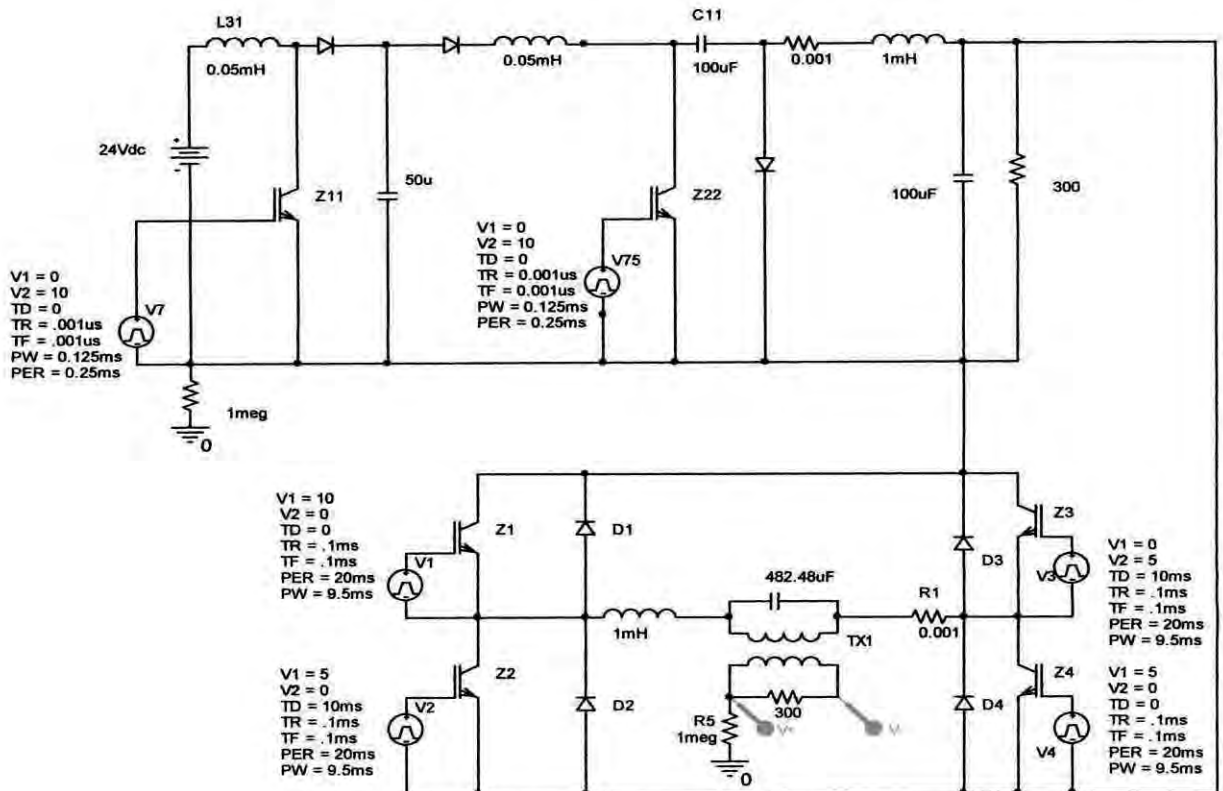 L31
C11
0.05mH
0.05mH
100uF
0.001
1mH
24Vdc
Z11
50u
Z22
100uF
300
V1 = 0
V2 = 10
TD = 0
TR = 0.001us
TF = 0.001us
PW = 0.125ms
PER = 0.25ms
V75
V1 = 0
V2 = 10
TD = 0
TR = .001us
TF = .001us
PW = 0.125ms
PER = 0.25ms
V7
1meg
0
V1 = 10
V2 = 0
TD = 0
TR = .1ms
TF = .1ms
PER = 20ms
PW = 9.5ms
V1
Z1
D1
D3
Z3
V3
V1 = 0
V2 = 5
TD = 10ms
TR = .1ms
TF = .1ms
PER = 20ms
PW = 9.5ms
482.48uF
1mH
TX1
R1
0.001
V1 = 5
V2 = 0
TD = 10ms
TR = .1ms
TF = .1ms
PER = 20ms
PW = 9.5ms
V2
Z2
D2
R5
1meg
300
V+
V-
0
D4
Z4
V4
V1 = 5
V2 = 0
TD = 0
TR = .1ms
TF = .1ms
PER = 20ms
PW = 9.5ms